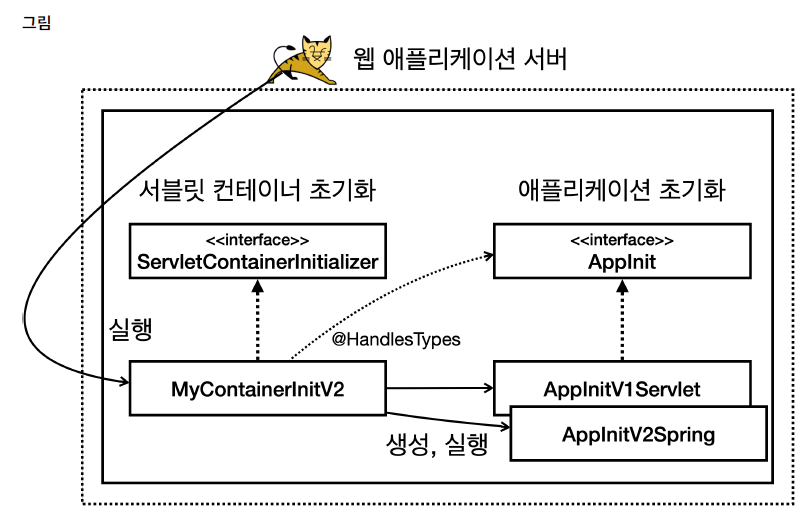 그림
웹 애플리케이션 서버
서블릿 컨테이너 초기화
애플리케이션 초기화
<<interface>>
ServletContainerInitializer
<<interface>>
AppInit
실행
@HandlesTypes
MyContainerInitV2
AppInitV1Servlet
AppInitV2Spring
생성, 실행